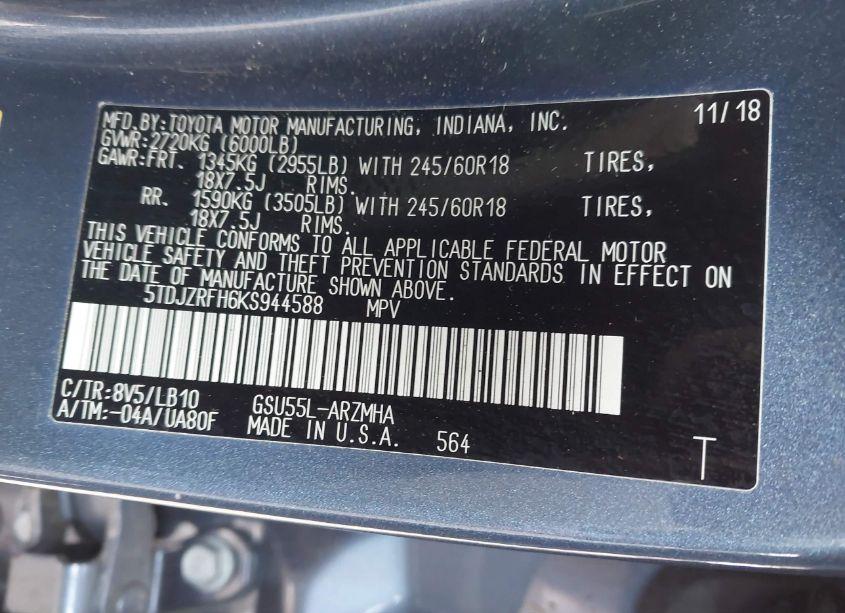 MFD.BY:TOYOTA MOTOR MANUFACTURING, INDIANA, INC. 11/18
GVWR:2720KG (6000LB)
GAWR:FRT. 1345KG (2955LB) WITH 245/60R18 TIRES,
18X7.5J RIMS.
RR. 1590KG (3505LB) WITH 245/60R18 TIRES,
18X7.5J RIMS.
THIS VEHICLE CONFORMS TO ALL APPLICABLE FEDERAL MOTOR
VEHICLE SAFETY AND THEFT PREVENTION STANDARDS IN EFFECT ON
THE DATE OF MANUFACTURE SHOWN ABOVE.
5TDJZRFH6KS944588 MPV
C/TR:8V5/LB10 GSU55L-ARZMHA
A/TM:-04A/UA80F MADE IN U.S.A. 564
T